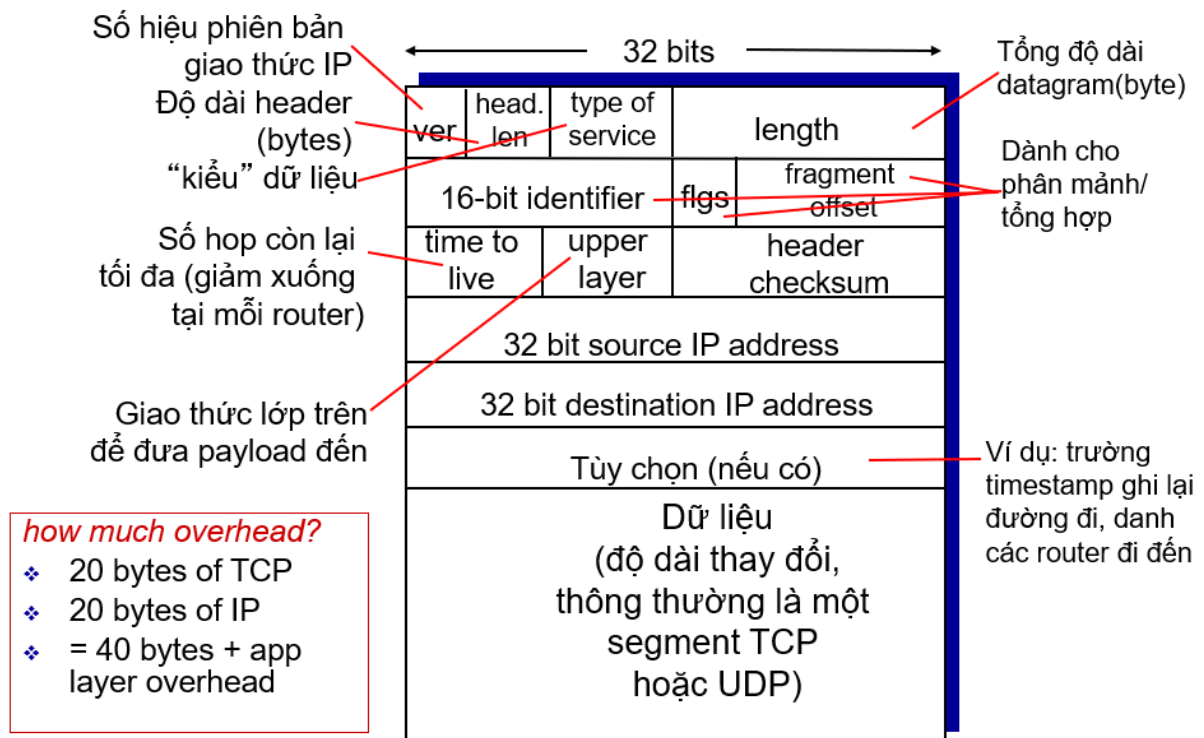 Số hiệu phiên bản
giao thức IP
Độ dài header
(bytes)
“kiểu” dữ liệu
Số hop còn lại
tối đa (giảm xuống
tại mỗi router)
Giao thức lớp trên
để đưa payload đến
how much overhead?
❖ 20 bytes of TCP
❖ 20 bytes of IP
❖ = 40 bytes + app
layer overhead
32 bits
ver
head.
len
type of
service
length
16-bit identifier
flgs
fragment
offset
time to
live
upper
layer
header
checksum
32 bit source IP address
32 bit destination IP address
Tùy chọn (nếu có)
Dữ liệu
(độ dài thay đổi,
thông thường là một
segment TCP
hoặc UDP)
Tổng độ dài
datagram(byte)
Dành cho
phân mảnh/
tổng hợp
Ví dụ: trường
timestamp ghi lại
đường đi, danh
các router đi đến